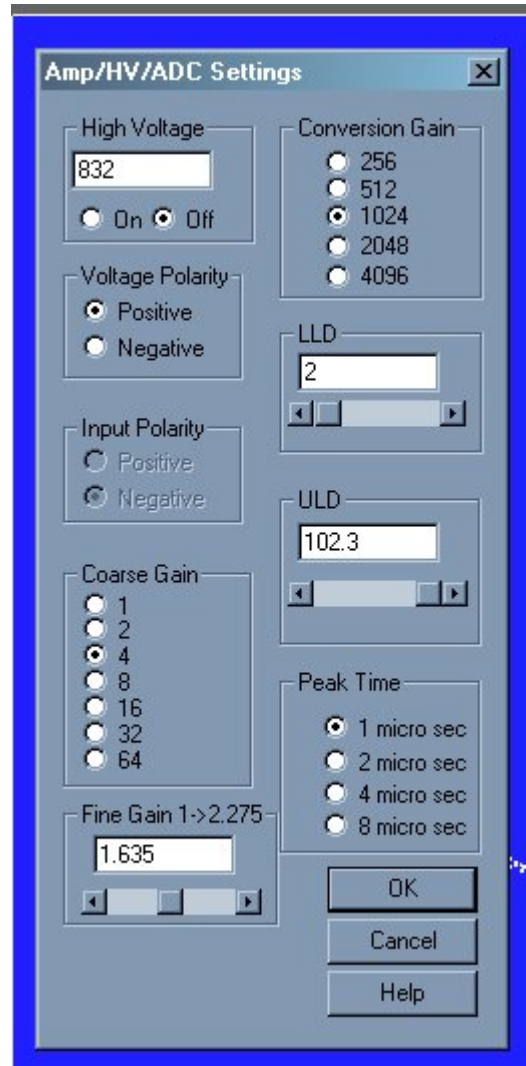 Amp/HV/ADC Settings
High Voltage
832
On Off
Voltage Polarity
Positive
Negative
Input Polarity
Positive
Negative
Coarse Gain
1
2
4
8
16
32
64
Fine Gain 1->2.275
1.635
Conversion Gain
256
512
1024
2048
4096
LLD
2
ULD
102.3
Peak Time
1 micro sec
2 micro sec
4 micro sec
8 micro sec
OK
Cancel
Help